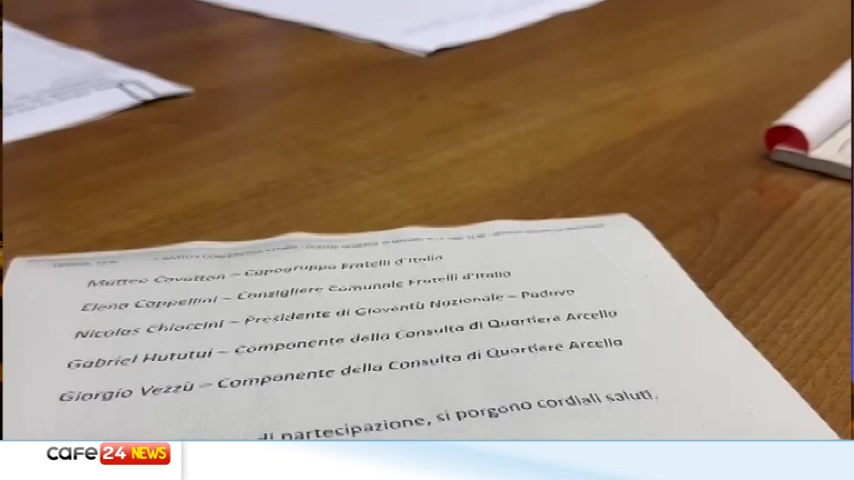 Matteo Cavatton – Capogruppo Fratelli d'Italia
Elena Cappellini – Consigliere Comunale Fratelli d'Italia
Nicolas Chiaccini – Presidente di Gioventù Nazionale – Padova
Gabriel Hututui – Componente della Consulta di Quartiere Arcella
Giorgio Vezzù – Componente della Consulta di Quartiere Arcella
di partecipazione, si porgono cordiali saluti.
cafe 24 NEWS